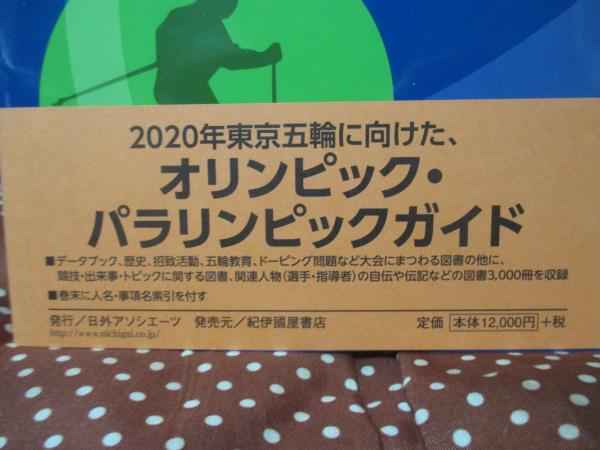 2020年東京五輪に向けた、
オリンピック・
パラリンピックガイド
■データブック、歴史、招致活動、五輪教育、ドーピング問題など大会にまつわる図書の他に、
競技・出来事・トピックに関する図書、関連人物(選手・指導者)の自伝や伝記などの図書3,000冊を収録
■巻末に人名・事項名索引を付す
発行/日外アソシエーツ 発売元/紀伊國屋書店 定価 本体12,000円+税
http://www.nichigai.co.jp/